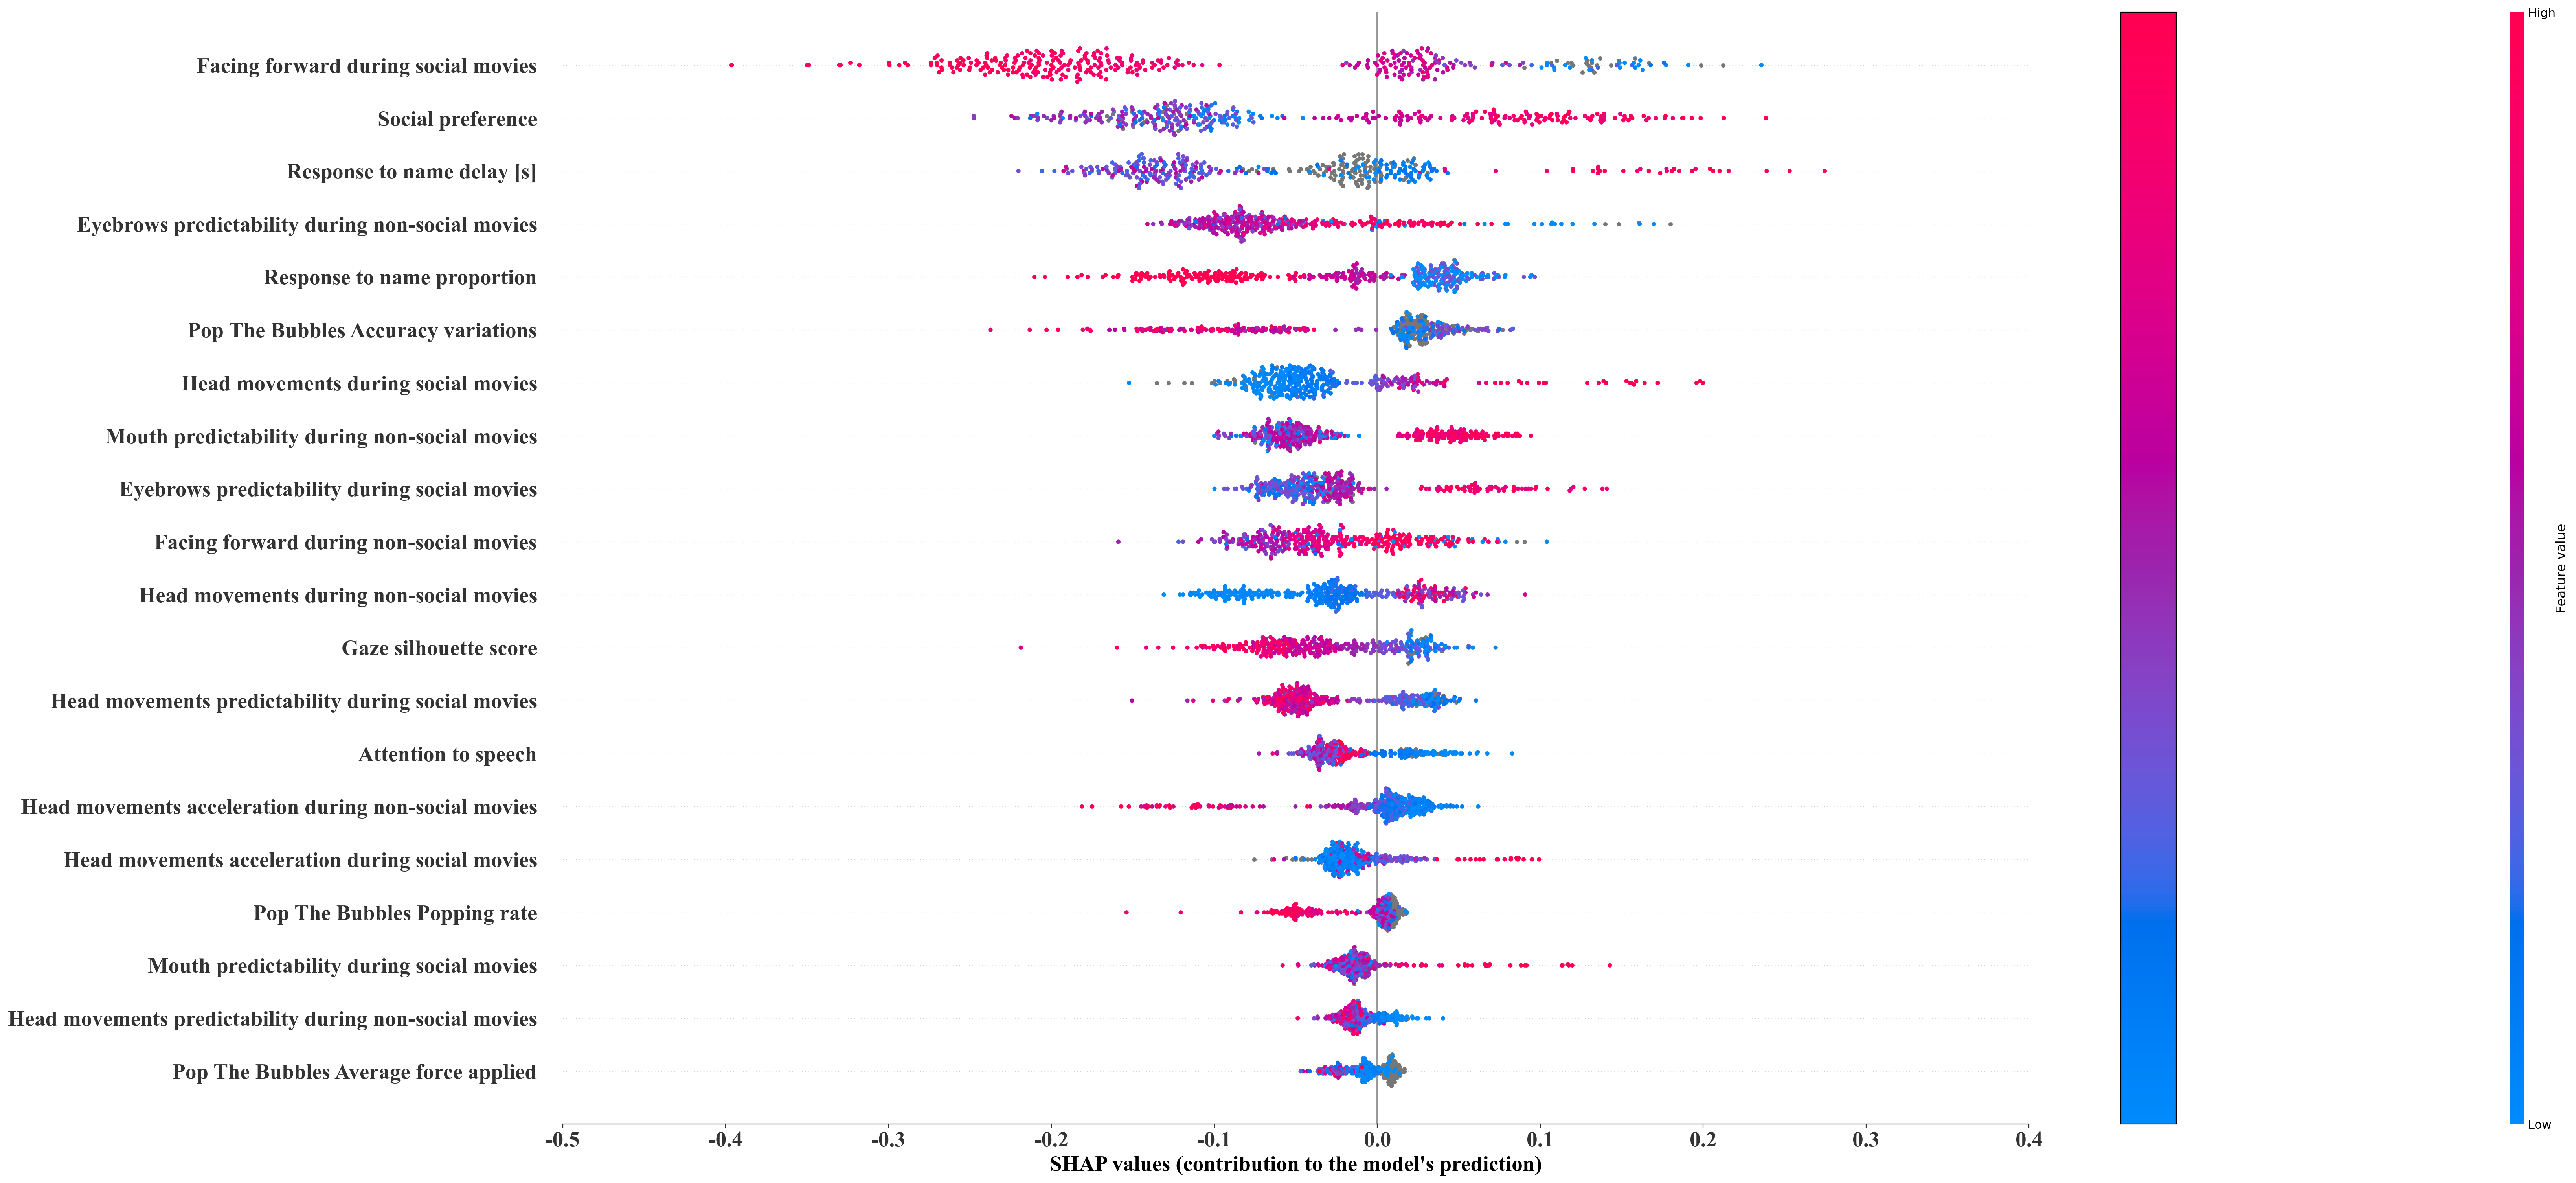 High
Facing forward during social movies
Social preference
Response to name delay [s]
Eyebrows predictability during non-social movies
Response to name proportion
Pop The Bubbles Accuracy variations
Head movements during social movies
Mouth predictability during non-social movies
Eyebrows predictability during social movies
Facing forward during non-social movies
Feature value
Head movements during non-social movies
Gaze silhouette score
Head movements predictability during social movies
Attention to speech
Head movements acceleration during non-social movies
Head movements acceleration during social movies
Pop The Bubbles Popping rate
Mouth predictability during social movies
Head movements predictability during non-social movies
Pop The Bubbles Average force applied
Low
-0.5 -0.4 -0.3 -0.2 -0.1 0.0 0.1 0.2 0.3 0.4
SHAP values (contribution to the model's prediction)